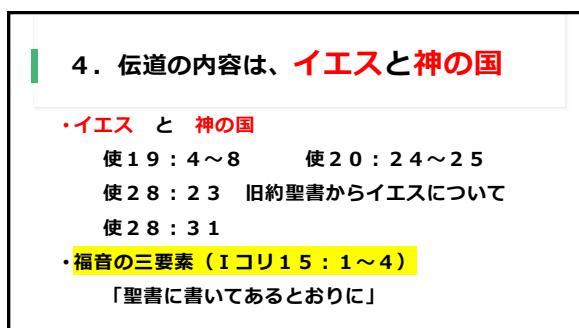 ４．伝道の内容は、イエスと神の国
・イエス　と　神の国
使１９：４～８　　使２０：２４～２５
使２８：２３　旧約聖書からイエスについて
使２８：３１
・福音の三要素（Ⅰコリ１５：１～４）
「聖書に書いてあるとおりに」